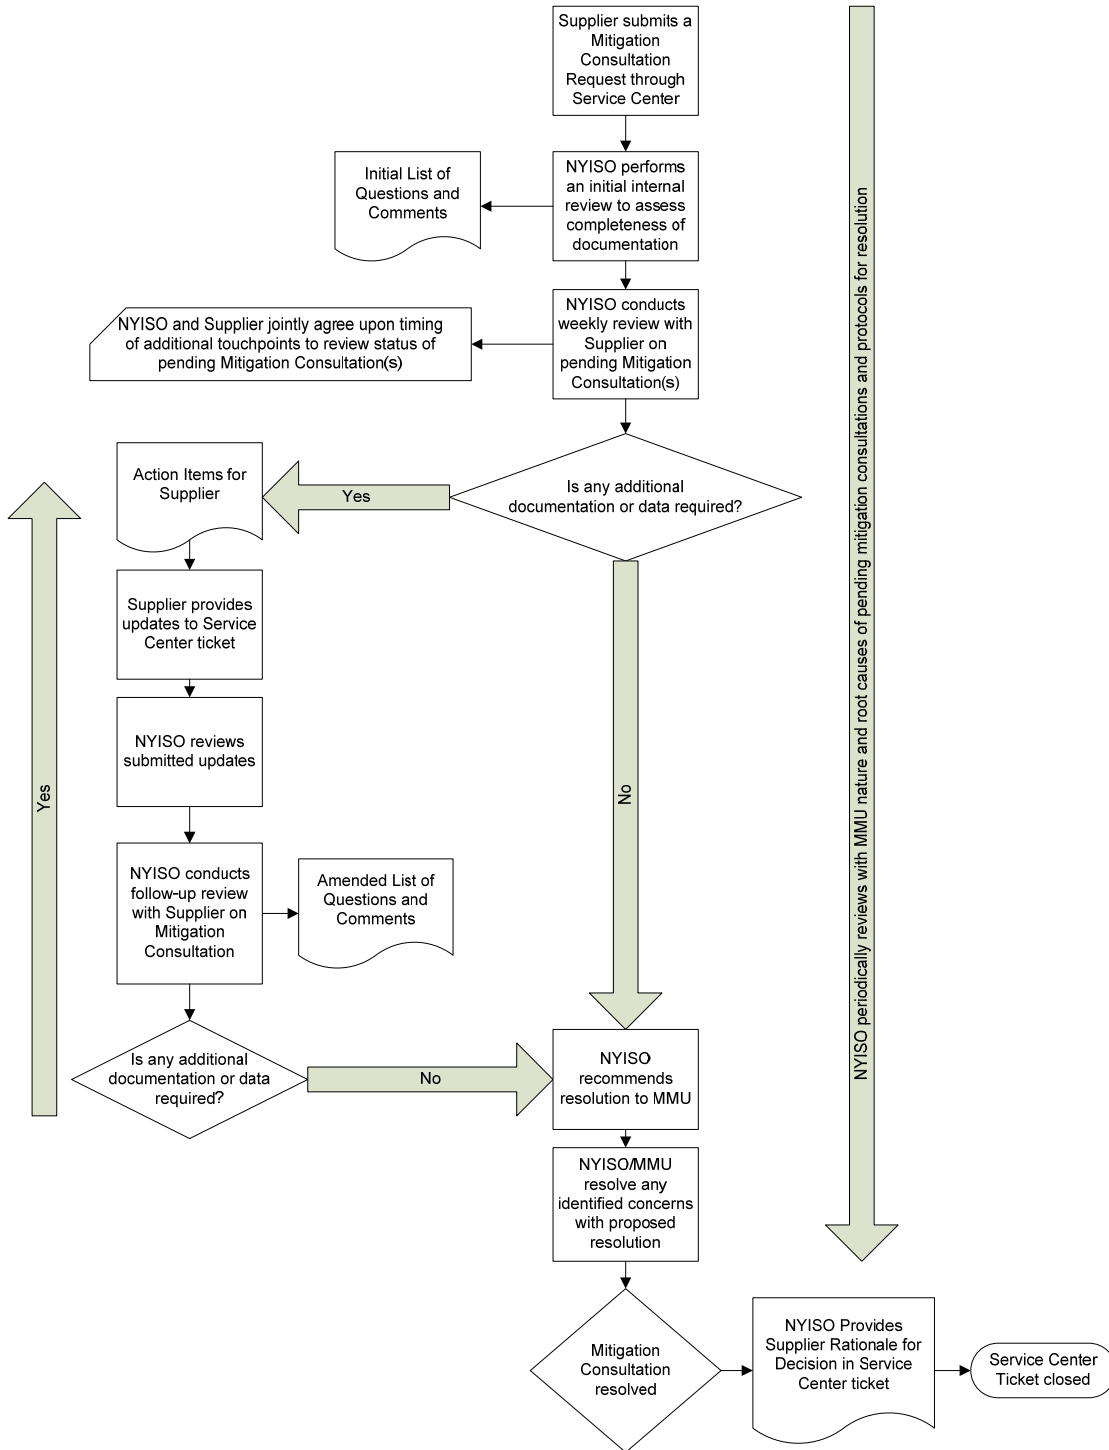 Supplier submits a
Mitigation
Consultation
Request through
Service Center
NYISO performs
an initial internal
review to assess
completeness of
documentation
Initial List of
Questions and
Comments
NYISO conducts
weekly review with
Supplier on
pending Mitigation
Consultation(s)
NYISO and Supplier jointly agree upon timing
of additional touchpoints to review status of
pending Mitigation Consultation(s)
Is any additional
documentation or data required?
Yes
Action Items for
Supplier
Supplier provides
updates to Service
Center ticket
NYISO reviews
submitted updates
NYISO conducts
follow-up review
with Supplier on
Mitigation
Consultation
Amended List of
Questions and
Comments
Is any additional
documentation or data
required?
Yes
No
No
NYISO
recommends
resolution to MMU
NYISO/MMU
resolve any
identified concerns
with proposed
resolution
Mitigation
Consultation
resolved
NYISO Provides
Supplier Rationale for
Decision in Service
Center ticket
Service Center
Ticket closed
NYISO periodically reviews with MMU nature and root causes of pending mitigation consultations and protocols for resolution